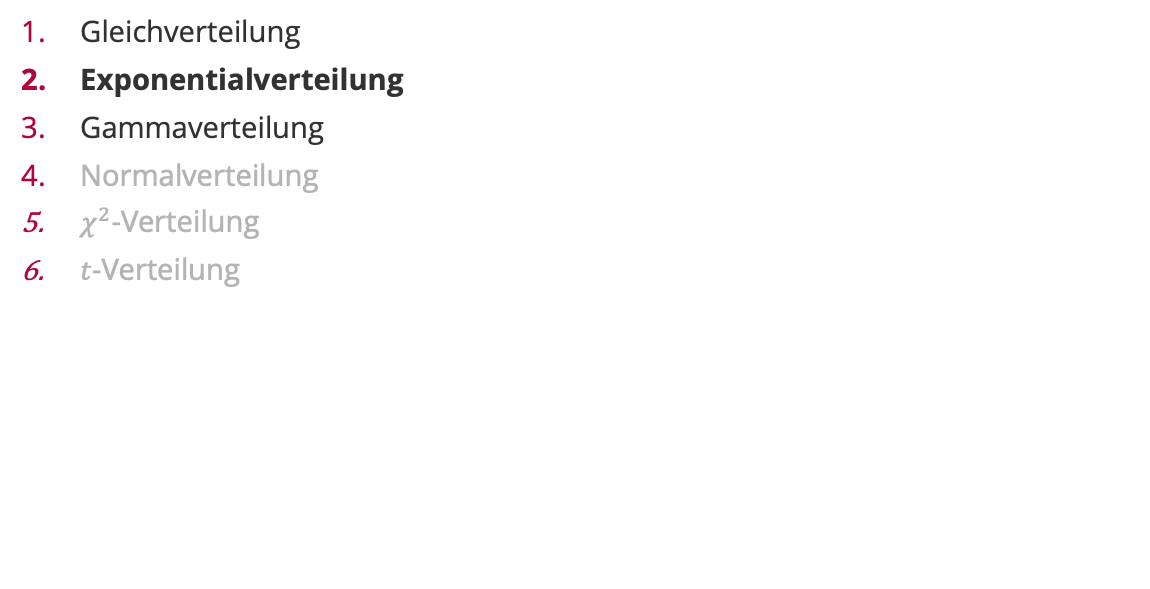 1. Gleichverteilung
2. Exponentialverteilung
3. Gammaverteilung
4. Normalverteilung
5. χ²-Verteilung
6. t-Verteilung